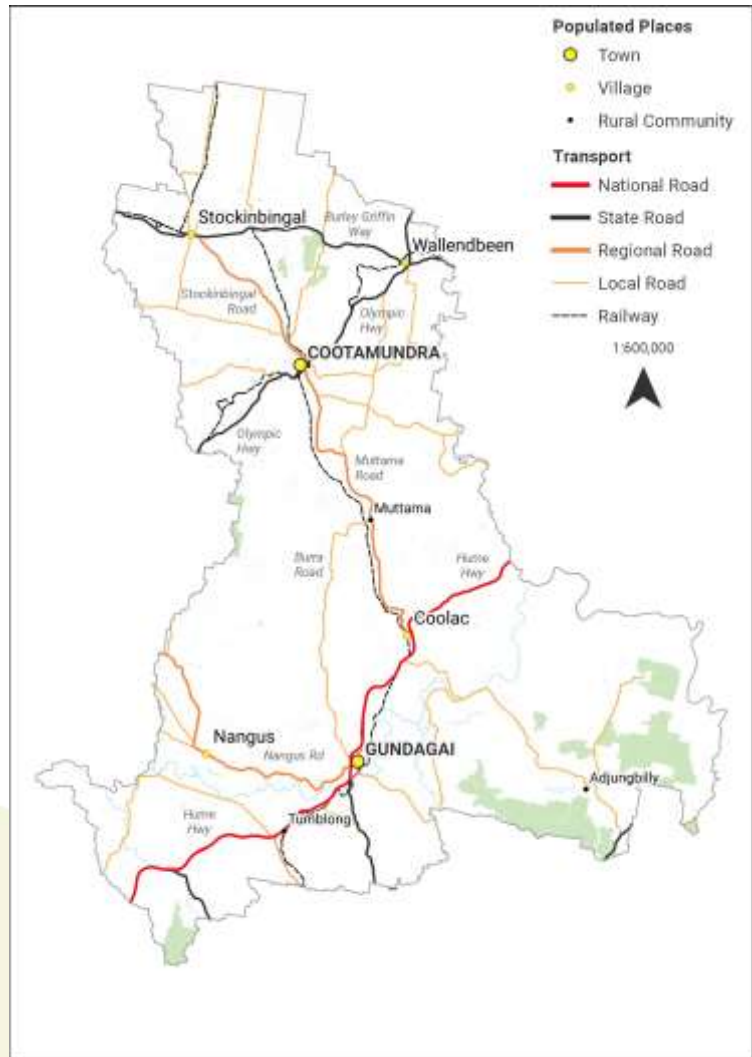 Populated Places
Town
Village
Rural Community
Transport
National Road
State Road
Regional Road
Local Road
Railway
1:600,000
Stockinbingal
Burley Griffin
Way
Wallendbeen
Stockinbingal
Road
Olympic
Hwy
COOTAMUNDRA
Olympic
Hwy
Muttama
Road
Muttama
Burra
Road
Hume
Hwy
Coolac
Nangus
Nangus Rd
GUNDAGAI
Adjungbilly
Hume
Hwy
Tumblong